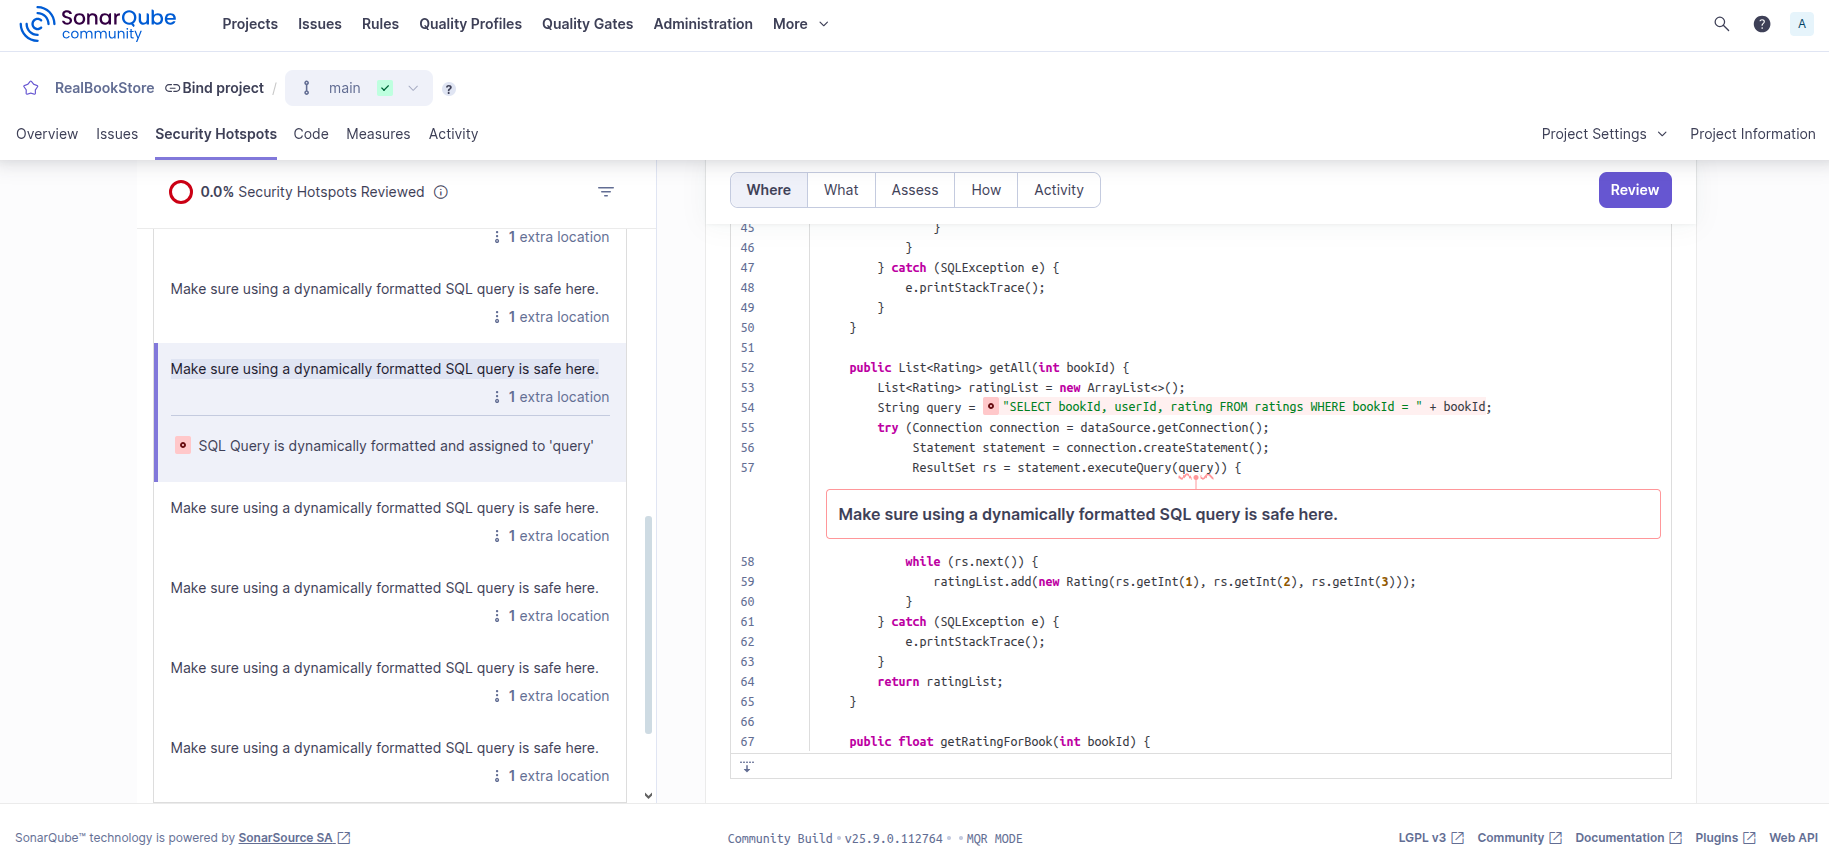 SonarQube community
Projects Issues Rules Quality Profiles Quality Gates Administration More
? A
RealBookStore Bind project / main ?
Overview Issues Security Hotspots Code Measures Activity Project Settings Project Information
0.0% Security Hotspots Reviewed
1 extra location
Make sure using a dynamically formatted SQL query is safe here.
1 extra location
Make sure using a dynamically formatted SQL query is safe here.
1 extra location
SQL Query is dynamically formatted and assigned to 'query'
Make sure using a dynamically formatted SQL query is safe here.
1 extra location
Make sure using a dynamically formatted SQL query is safe here.
1 extra location
Make sure using a dynamically formatted SQL query is safe here.
1 extra location
Make sure using a dynamically formatted SQL query is safe here.
1 extra location
Where What Assess How Activity Review
45 }
46 }
47 } catch (SQLException e) {
48 e.printStackTrace();
49 }
50 }
51
52 public List<Rating> getAll(int bookId) {
53 List<Rating> ratingList = new ArrayList<>();
54 String query = "SELECT bookId, userId, rating FROM ratings WHERE bookId = " + bookId;
55 try (Connection connection = dataSource.getConnection();
56 Statement statement = connection.createStatement();
57 ResultSet rs = statement.executeQuery(query)) {
Make sure using a dynamically formatted SQL query is safe here.
58 while (rs.next()) {
59 ratingList.add(new Rating(rs.getInt(1), rs.getInt(2), rs.getInt(3)));
60 }
61 } catch (SQLException e) {
62 e.printStackTrace();
63 }
64 return ratingList;
65 }
66
67 public float getRatingForBook(int bookId) {
SonarQube™ technology is powered by SonarSource SA
Community Build • v25.9.0.112764 • • MQR MODE
LGPL v3 Community Documentation Plugins Web API